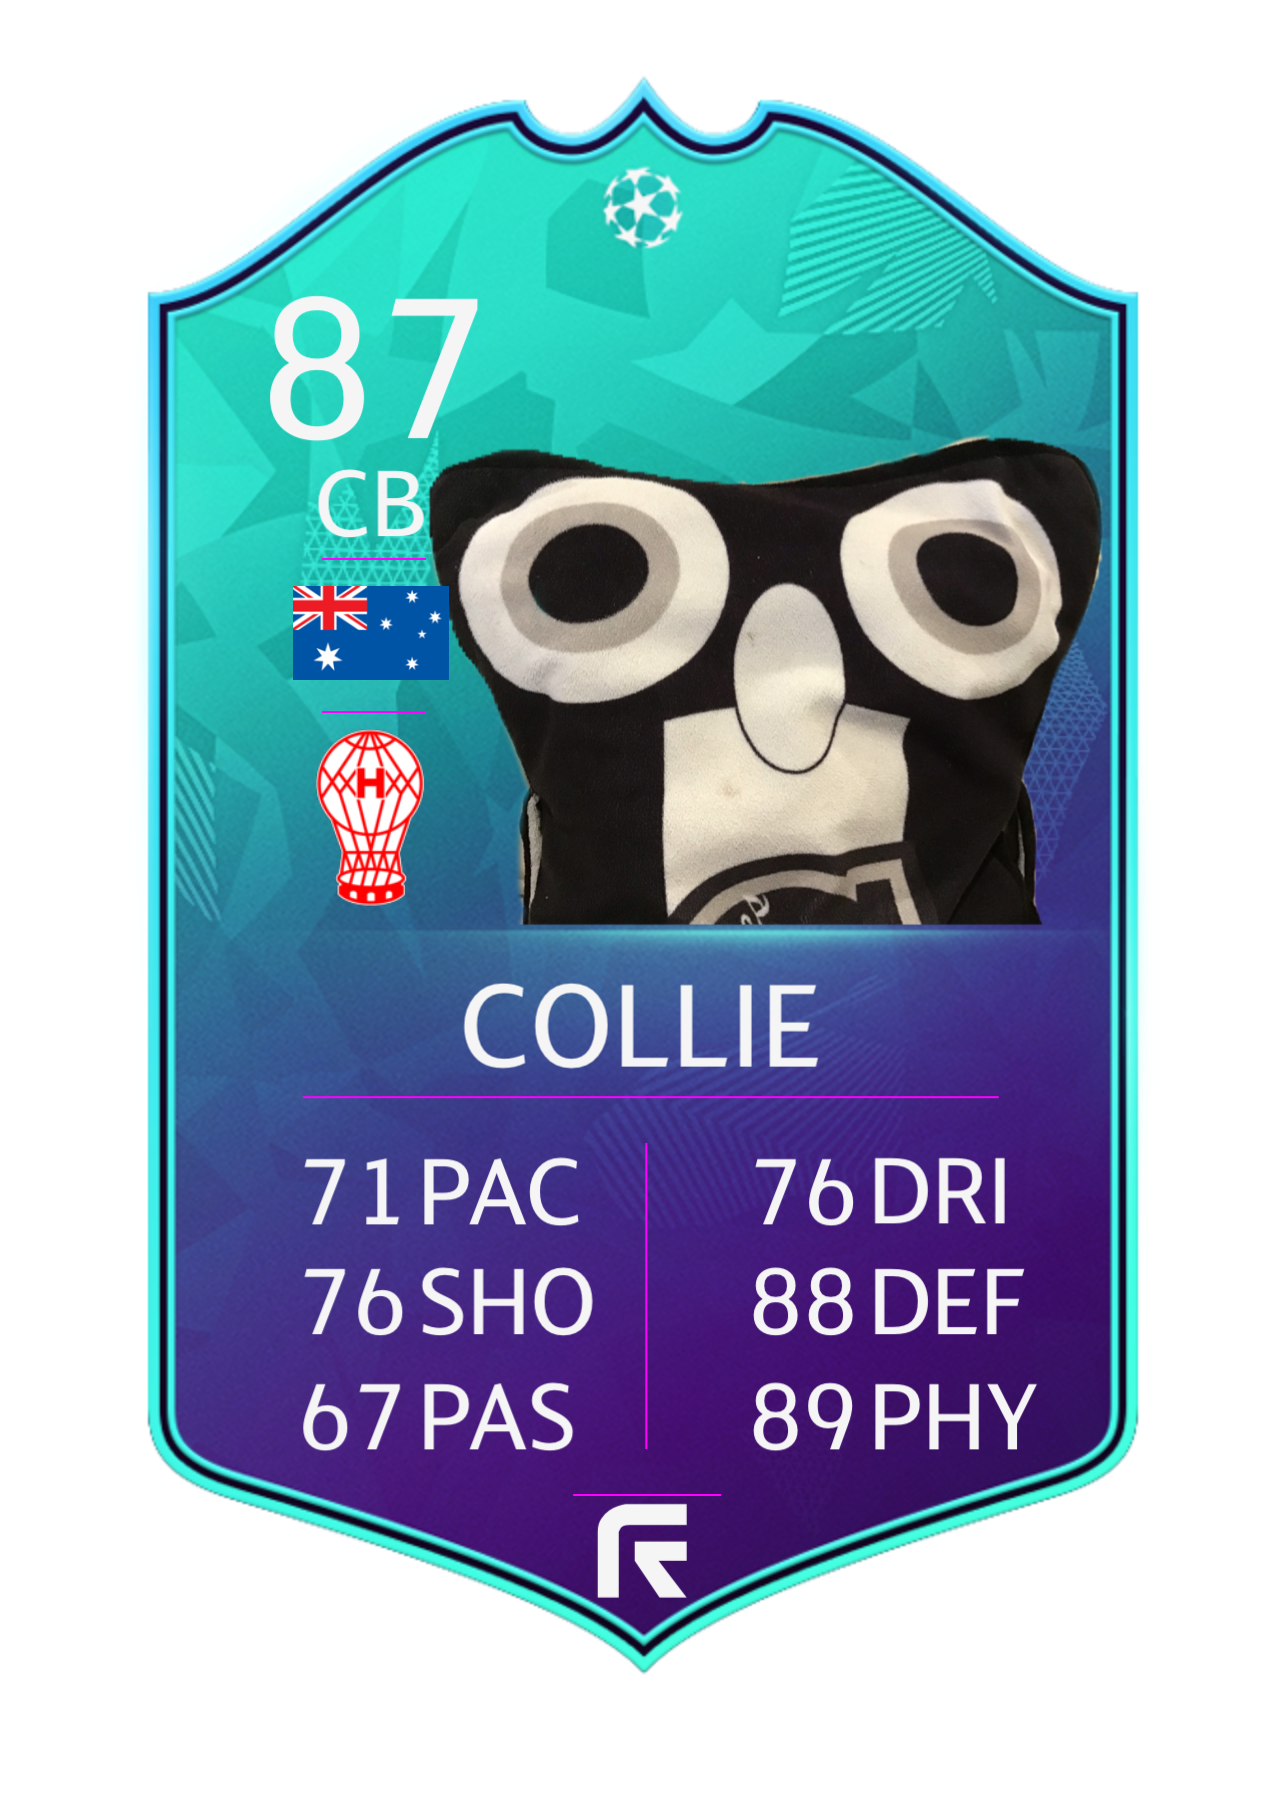 87
CB
H
COLLIE
71 PAC 76 DRI
76 SHO 88 DEF
67 PAS 89 PHY